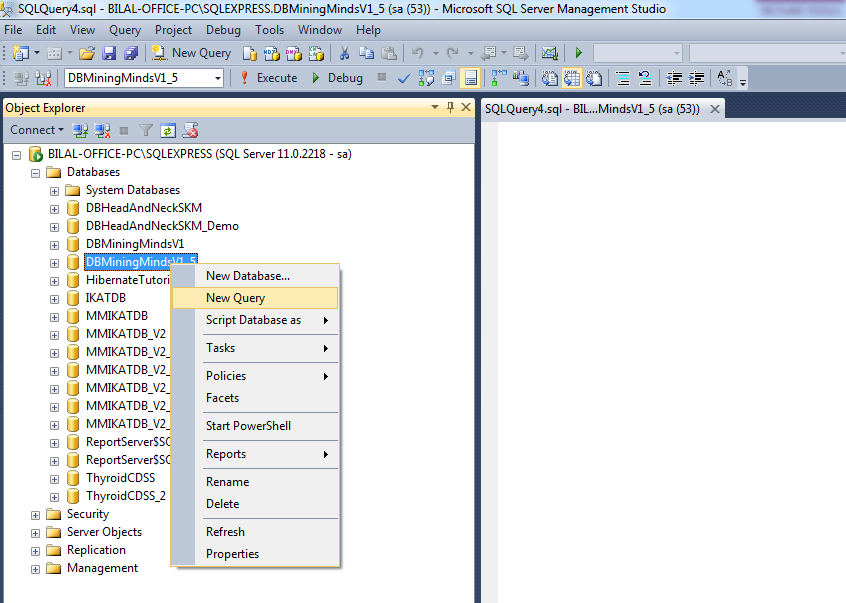 SQLQuery4.sql - BILAL-OFFICE-PC\SQLEXPRESS.DBMiningMindsV1_5 (sa (53)) - Microsoft SQL Server Management Studio
File Edit View Query Project Debug Tools Window Help
New Query
DBMiningMindsV1_5 Execute Debug
Object Explorer
SQLQuery4.sql - BIL...MindsV1_5 (sa (53))
Connect
BILAL-OFFICE-PC\SQLEXPRESS (SQL Server 11.0.2218 - sa)
Databases
System Databases
DBHeadAndNeckSKM
DBHeadAndNeckSKM_Demo
DBMiningMindsV1
DBMiningMindsV1_5
HibernateTutori
IKATDB
MMIKATDB
MMIKATDB_V2
MMIKATDB_V2_
MMIKATDB_V2_
MMIKATDB_V2_
MMIKATDB_V2_
MMIKATDB_V2_
ReportServer$SQ
ReportServer$SQ
ThyroidCDSS
ThyroidCDSS_2
Security
Server Objects
Replication
Management
New Database...
New Query
Script Database as
Tasks
Policies
Facets
Start PowerShell
Reports
Rename
Delete
Refresh
Properties